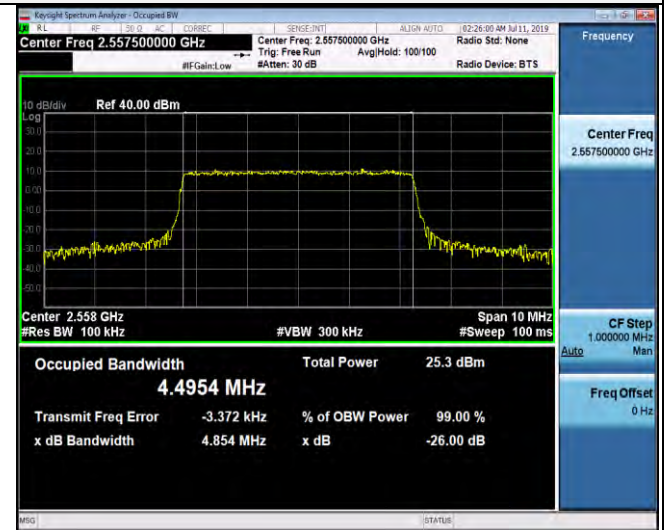 Keysight Spectrum Analyzer - Occupied BW
RL RF 50 Ω AC CORREC SENSE:INT ALIGN AUTO 02:26:00 AM Jul 11, 2019
Center Freq 2.557500000 GHz
Center Freq: 2.557500000 GHz
Radio Std: None
Trig: Free Run Avg|Hold: 100/100
#IFGain:Low
#Atten: 30 dB
Radio Device: BTS
Frequency
10 dB/div Ref 40.00 dBm
Log
30.0
20.0
10.0
0.00
-10.0
-20.0
-30.0
-40.0
-50.0
Center Freq
2.557500000 GHz
Center 2.558 GHz
Span 10 MHz
#Res BW 100 kHz
#VBW 300 kHz
#Sweep 100 ms
CF Step
1.000000 MHz
Auto Man
Occupied Bandwidth
Total Power 25.3 dBm
4.4954 MHz
Freq Offset
0 Hz
Transmit Freq Error -3.372 kHz
% of OBW Power 99.00 %
x dB Bandwidth 4.854 MHz
x dB -26.00 dB
MSG
STATUS